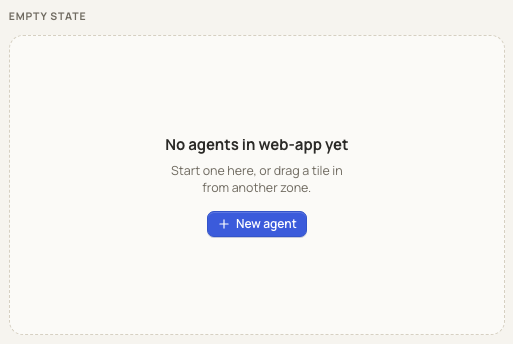 EMPTY STATE
No agents in web-app yet
Start one here, or drag a tile in
from another zone.
+ New agent